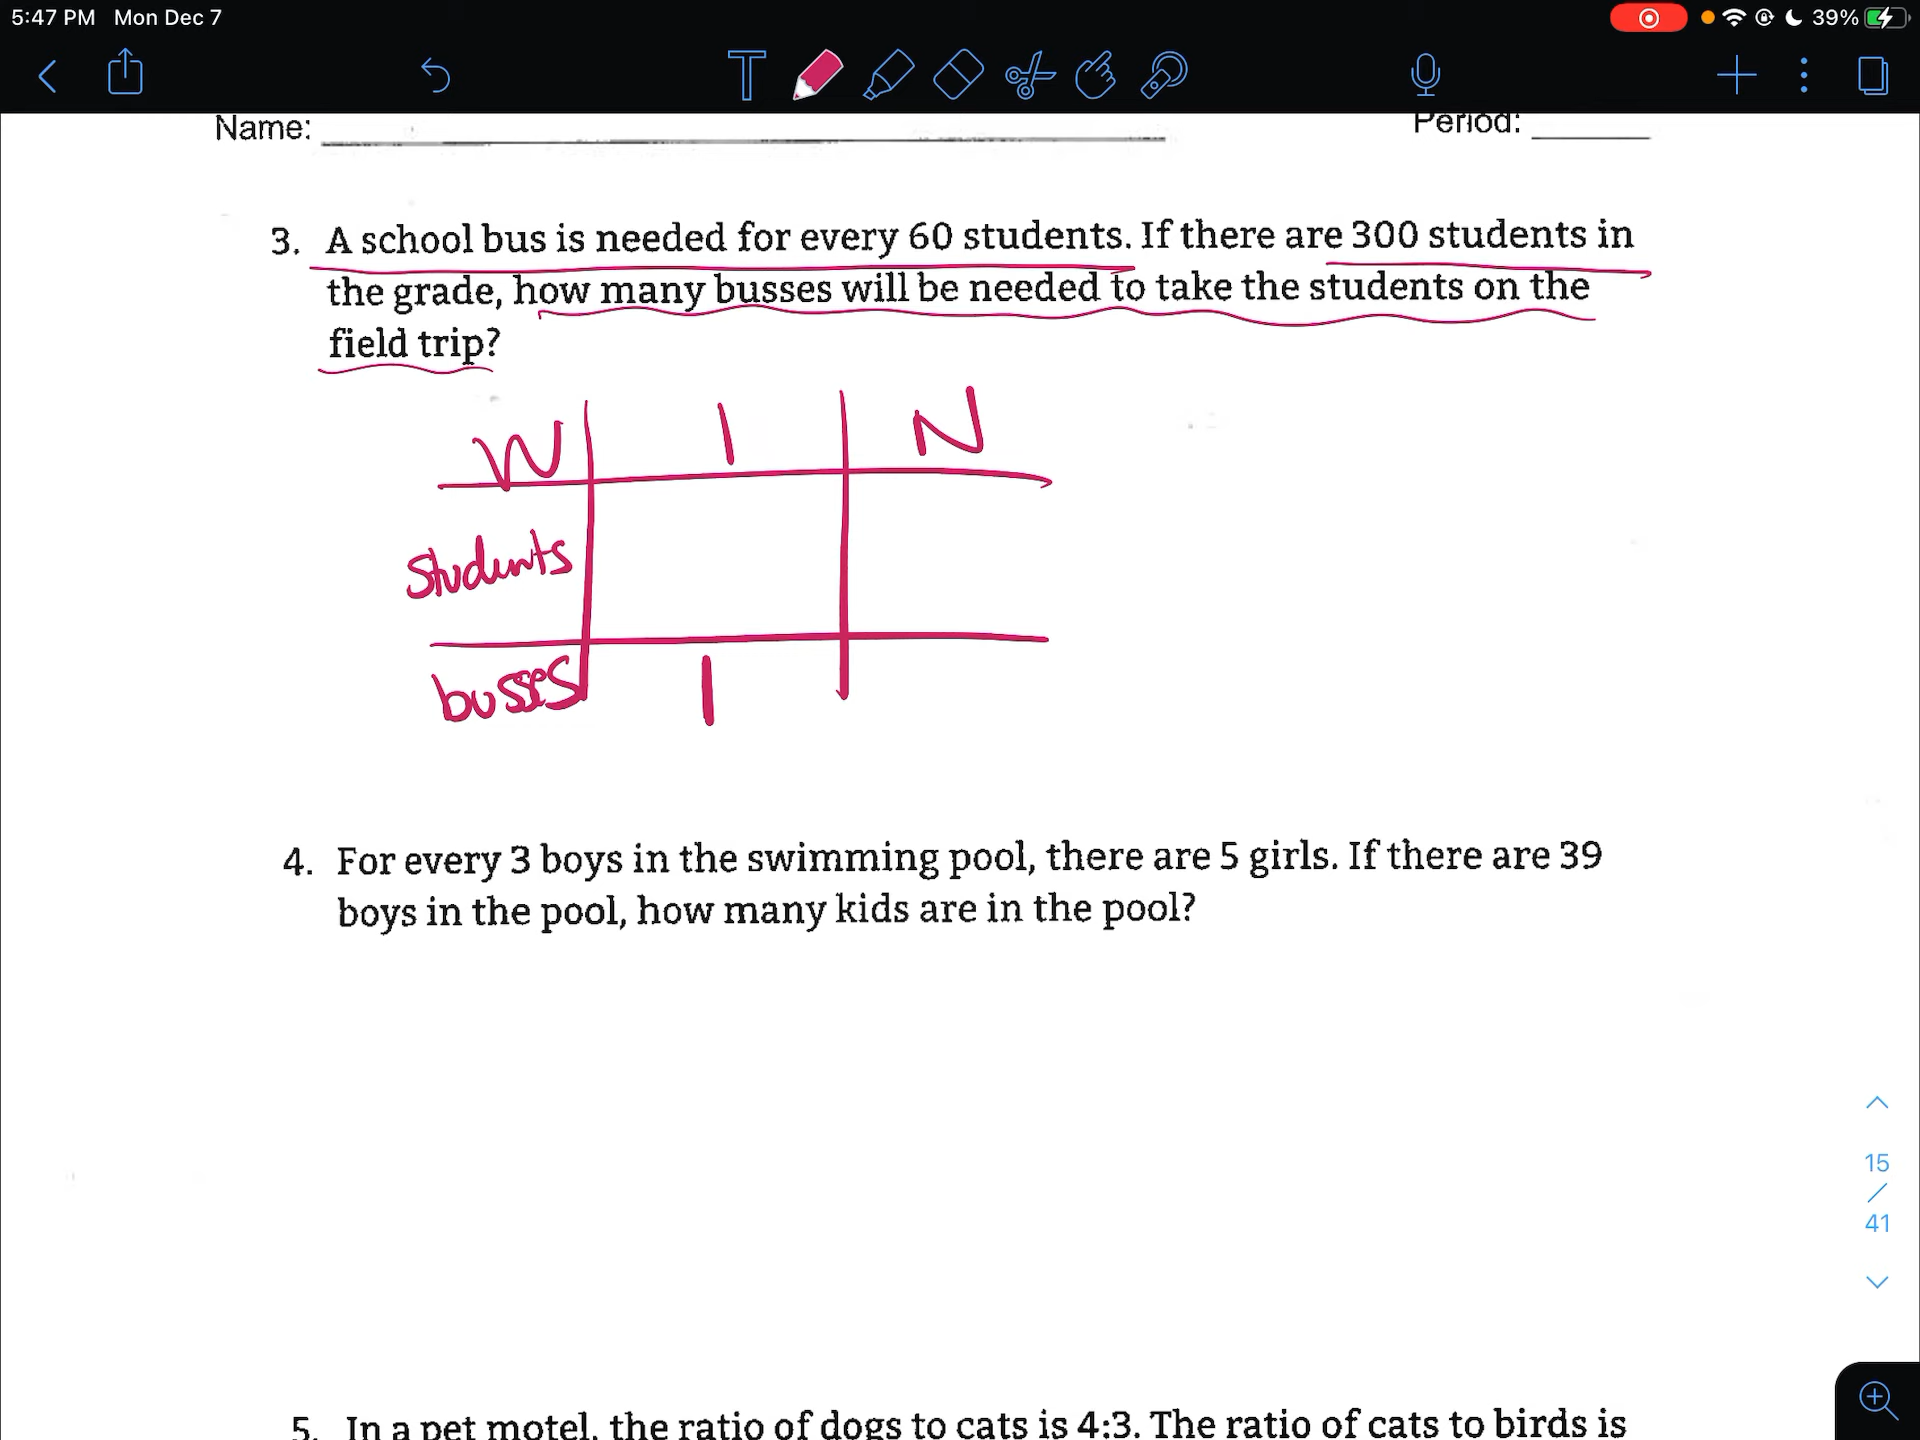 5:47 PM Mon Dec 7
39%
T
Name:
Period:
3. A school bus is needed for every 60 students. If there are 300 students in
the grade, how many busses will be needed to take the students on the
field trip?
W 1 N
Students
busses 1
4. For every 3 boys in the swimming pool, there are 5 girls. If there are 39
boys in the pool, how many kids are in the pool?
15
/
41
5. In a pet motel, the ratio of dogs to cats is 4:3. The ratio of cats to birds is